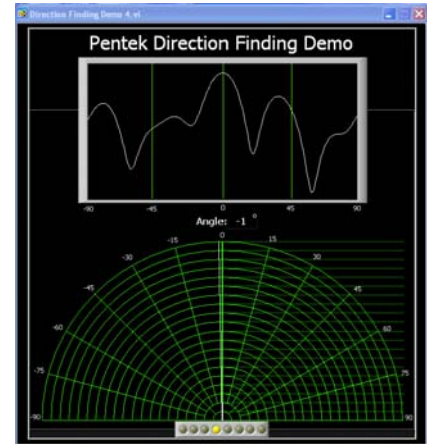 Direction Finding Demo 4.vi
Pentek Direction Finding Demo
-90 -45 0 45 90
Angle: -1 °
0
-15 15
-30 30
-45 45
-60 60
-75 75
-90 90